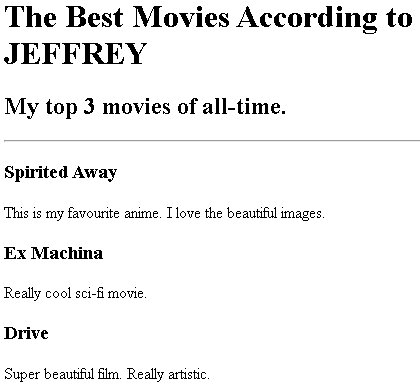 The Best Movies According to
JEFFREY
My top 3 movies of all-time.
Spirited Away
This is my favourite anime. I love the beautiful images.
Ex Machina
Really cool sci-fi movie.
Drive
Super beautiful film. Really artistic.